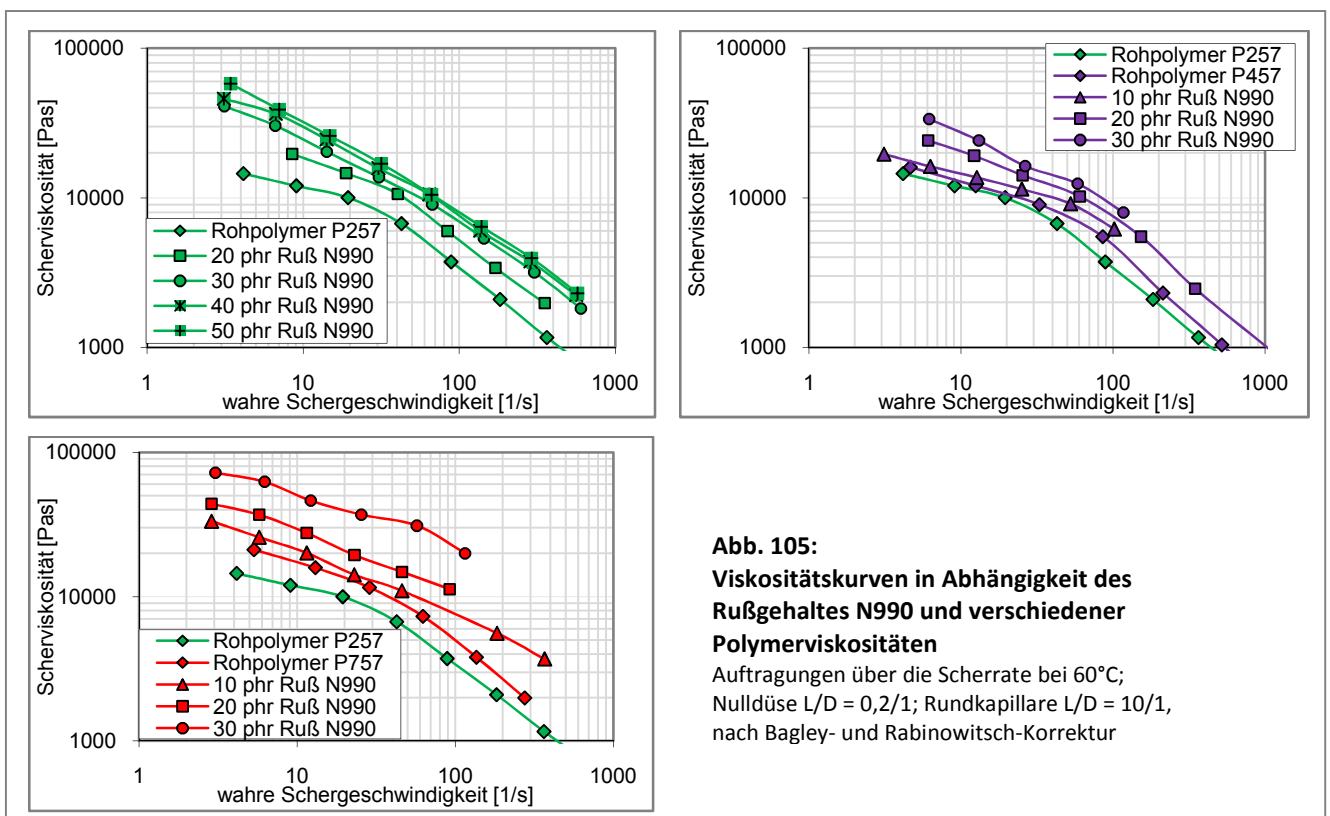 100000
10000
1000
1
10
100
1000
Scherviskosität [Pas]
wahre Schergeschwindigkeit [1/s]
Rohpolymer P257
20 phr Ruß N990
30 phr Ruß N990
40 phr Ruß N990
50 phr Ruß N990
100000
10000
1000
1
10
100
1000
Scherviskosität [Pas]
wahre Schergeschwindigkeit [1/s]
Rohpolymer P257
Rohpolymer P457
10 phr Ruß N990
20 phr Ruß N990
30 phr Ruß N990
100000
10000
1000
1
10
100
1000
Scherviskosität [Pas]
wahre Schergeschwindigkeit [1/s]
Rohpolymer P257
Rohpolymer P757
10 phr Ruß N990
20 phr Ruß N990
30 phr Ruß N990
Abb. 105:
Viskositätskurven in Abhängigkeit des
Rußgehaltes N990 und verschiedener
Polymerviskositäten
Auftragungen über die Scherrate bei 60°C;
Nulldüse L/D = 0,2/1; Rundkapillare L/D = 10/1,
nach Bagley- und Rabinowitsch-Korrektur